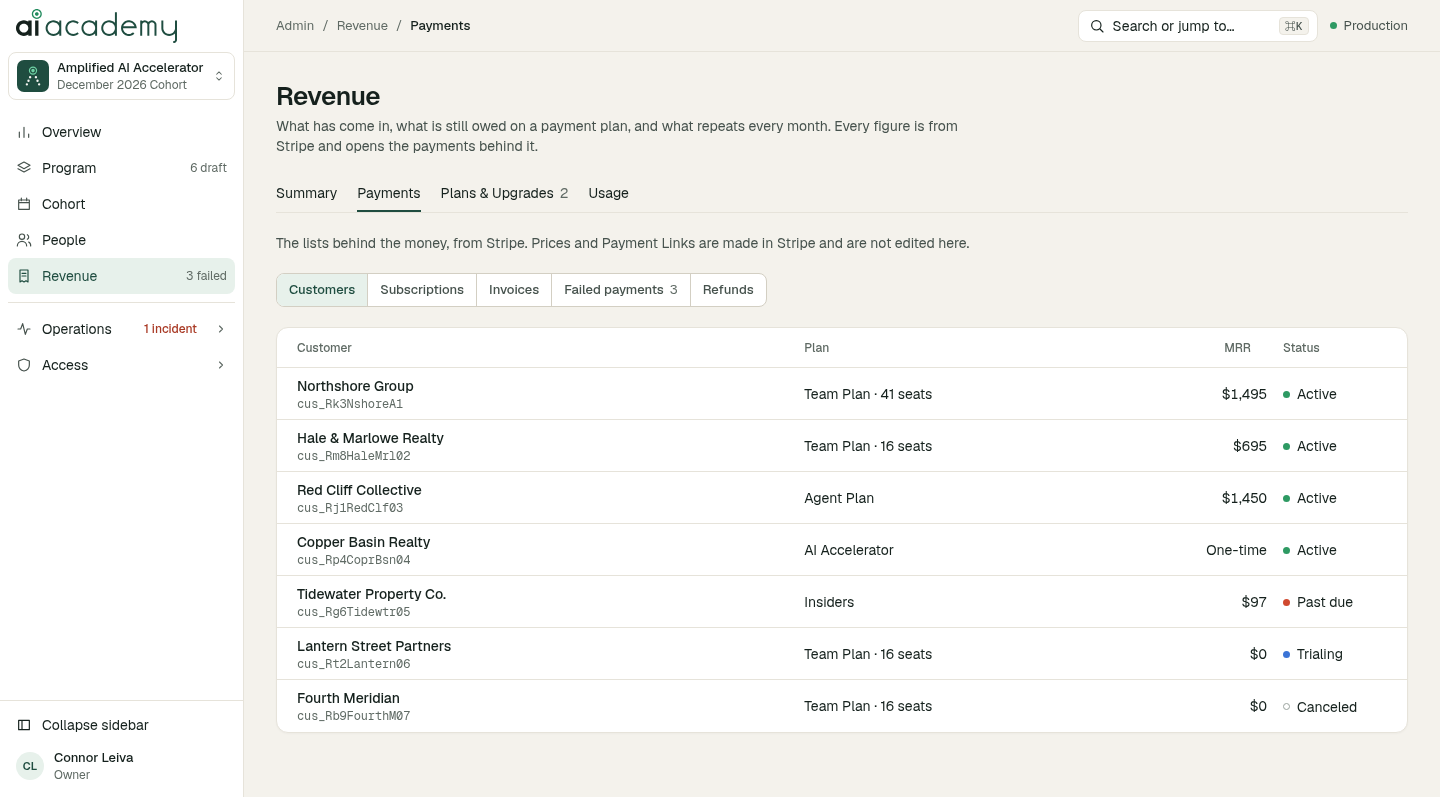 ai academy
Amplified AI Accelerator
December 2026 Cohort
Overview
Program 6 draft
Cohort
People
Revenue 3 failed
Operations 1 incident
Access
Collapse sidebar
CL
Connor Leiva
Owner
Admin / Revenue / Payments
Search or jump to… ⌘K
Production
Revenue
What has come in, what is still owed on a payment plan, and what repeats every month. Every figure is from
Stripe and opens the payments behind it.
Summary Payments Plans & Upgrades 2 Usage
The lists behind the money, from Stripe. Prices and Payment Links are made in Stripe and are not edited here.
Customers Subscriptions Invoices Failed payments 3 Refunds
Customer Plan MRR Status
Northshore Group
cus_Rk3NshoreA1
Team Plan · 41 seats $1,495 Active
Hale & Marlowe Realty
cus_Rm8HaleMrl02
Team Plan · 16 seats $695 Active
Red Cliff Collective
cus_Rj1RedClf03
Agent Plan $1,450 Active
Copper Basin Realty
cus_Rp4CoprBsn04
AI Accelerator One-time Active
Tidewater Property Co.
cus_Rg6Tidewtr05
Insiders $97 Past due
Lantern Street Partners
cus_Rt2Lantern06
Team Plan · 16 seats $0 Trialing
Fourth Meridian
cus_Rb9FourthM07
Team Plan · 16 seats $0 Canceled